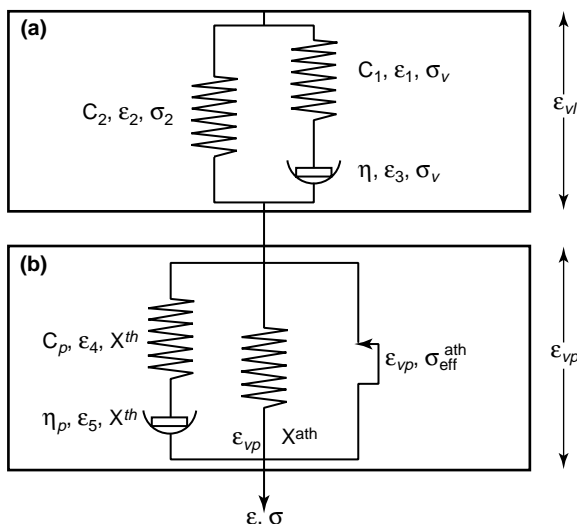 (a)
C₁, ε₁, σᵥ
C₂, ε₂, σ₂
η, ε₃, σᵥ
εᵥₗ
(b)
Cₚ, ε₄, Xᵗʰ
εᵥₚ, σₑffᵃᵗʰ
εᵥₚ
ηₚ, ε₅, Xᵗʰ
εᵥₚ Xᵃᵗʰ
ε, σ